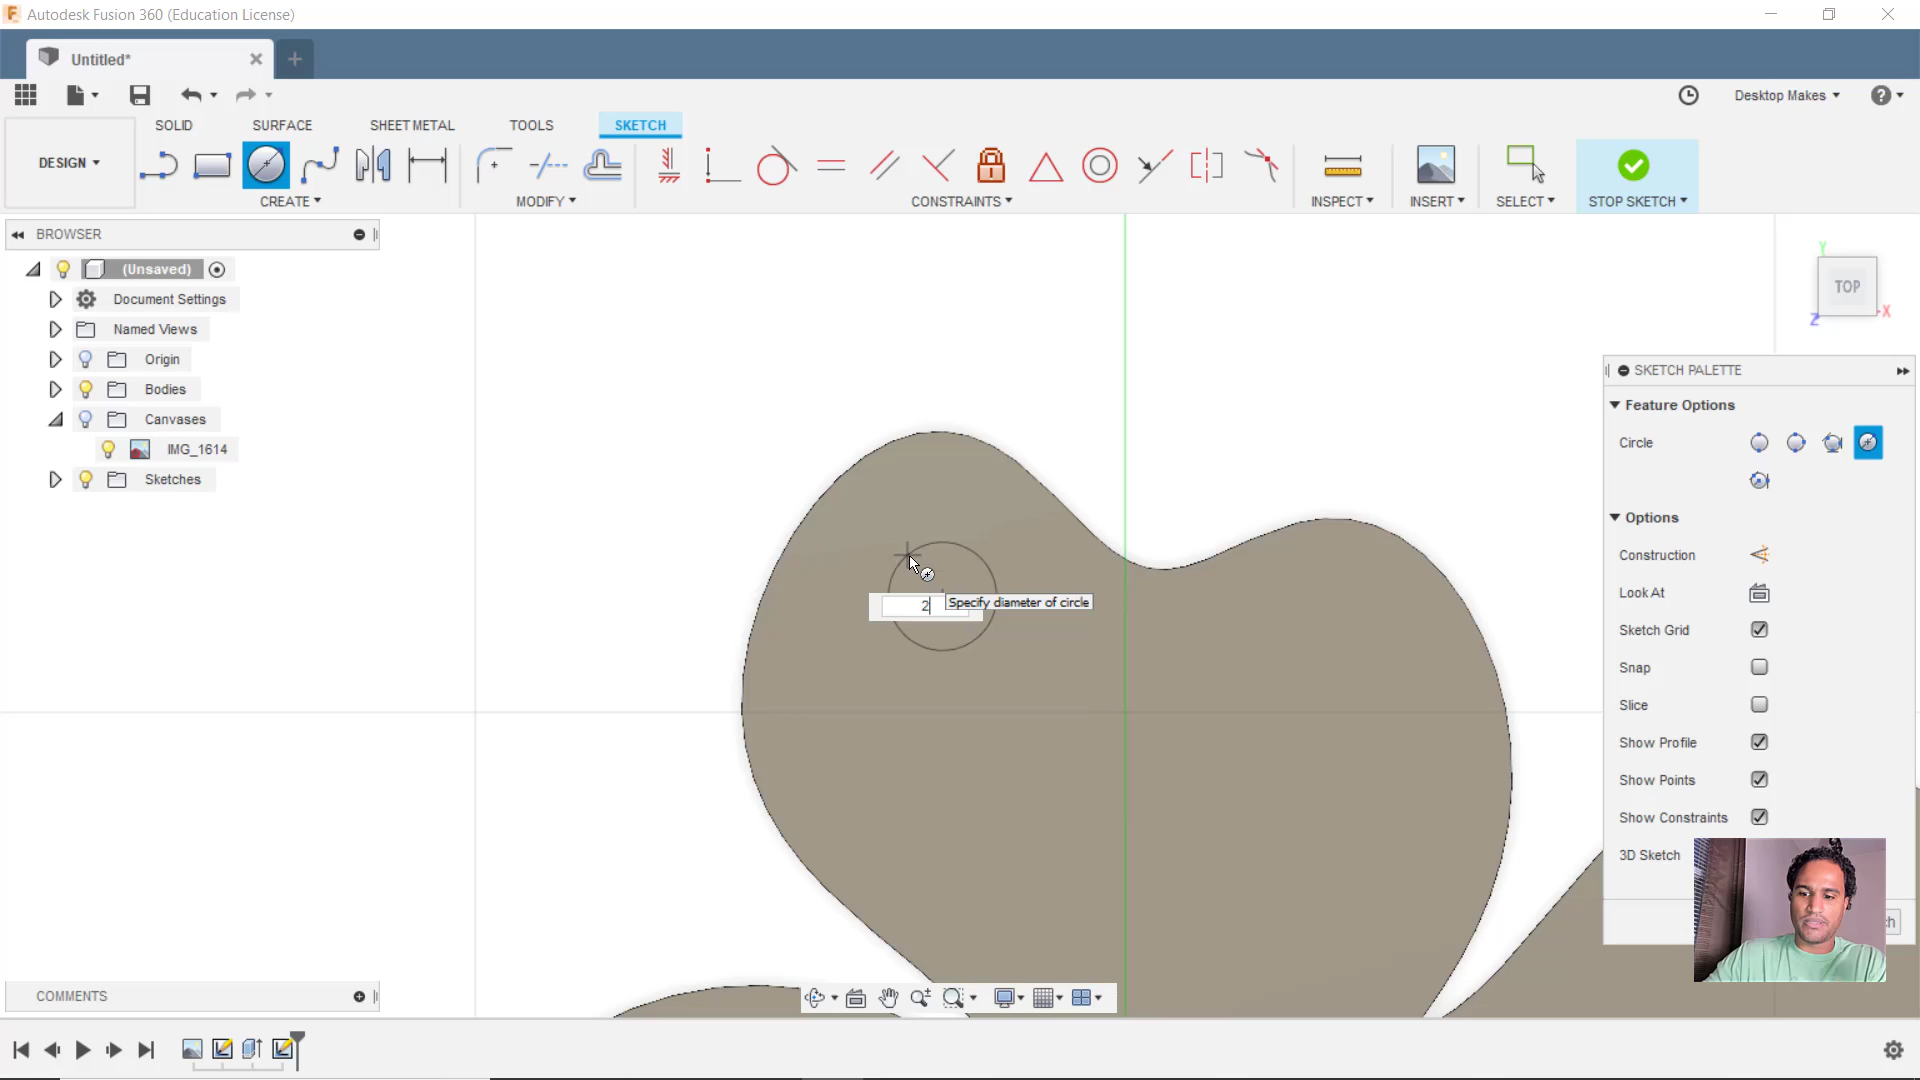 Autodesk Fusion 360 (Education License)
Untitled*
Desktop Makes
SOLID SURFACE SHEET METAL TOOLS SKETCH
DESIGN
CREATE MODIFY CONSTRAINTS INSPECT INSERT SELECT STOP SKETCH
BROWSER
(Unsaved)
Document Settings
Named Views
Origin
Bodies
Canvases
IMG_1614
Sketches
Y
TOP
X
Z
SKETCH PALETTE
Feature Options
Circle
Options
Construction
Look At
Sketch Grid
Snap
Slice
Show Profile
Show Points
Show Constraints
3D Sketch
2 Specify diameter of circle
COMMENTS